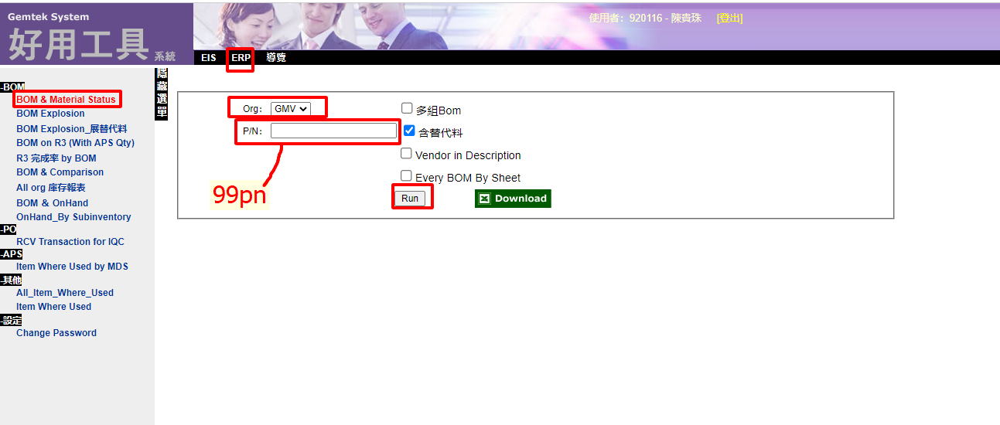 Gemtek System
好用工具 系統
使用者：920116 - 陳貴珠 [登出]
EIS ERP 導覽
隱藏選單
-BOM
BOM & Material Status
BOM Explosion
BOM Explosion_展替代料
BOM on R3 (With APS Qty)
R3 完成率 by BOM
BOM & Comparison
All org 庫存報表
BOM & OnHand
OnHand_By Subinventory
-PO
RCV Transaction for IQC
-APS
Item Where Used by MDS
-其他
All_Item_Where_Used
Item Where Used
-設定
Change Password
Org: GMV
多組Bom
P/N:
含替代料
Vendor in Description
Every BOM By Sheet
99pn
Run
Download